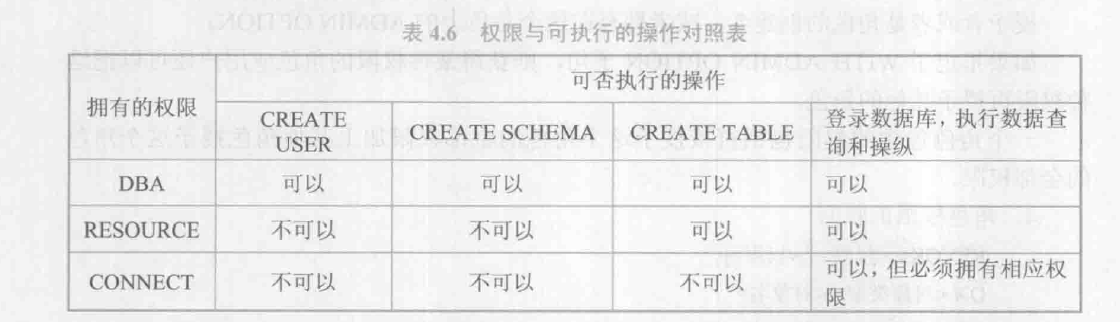 表 4.6 权限与可执行的操作对照表
拥有的权限
可否执行的操作
CREATE
USER
CREATE SCHEMA
CREATE TABLE
登录数据库，执行数据查
询和操纵
DBA
可以
可以
可以
可以
RESOURCE
不可以
不可以
可以
可以
CONNECT
不可以
不可以
不可以
可以，但必须拥有相应权
限